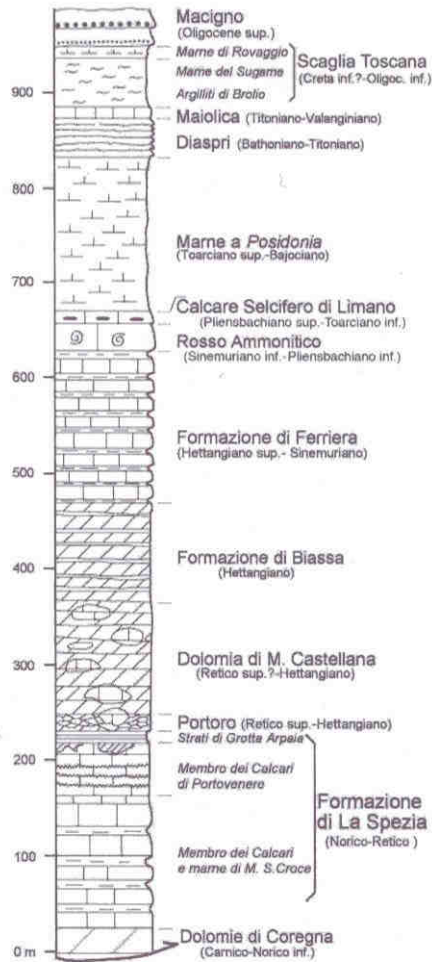 Macigno
(Oligocene sup.)
Marne di Rovaggio
Marne del Sugame
Argilliti di Brolio
Scaglia Toscana
(Creta inf.?-Oligoc. inf.)
900
Maiolica (Titoniano-Valanginiano)
Diaspri (Bathoniano-Titoniano)
800
Marne a Posidonia
(Toarciano sup.-Bajociano)
700
Calcare Selcifero di Limano
(Pliensbachiano sup.-Toarciano inf.)
Rosso Ammonitico
(Sinemuriano inf.-Pliensbachiano inf.)
600
Formazione di Ferriera
(Hettangiano sup.- Sinemuriano)
500
400
Formazione di Biassa
(Hettangiano)
300
Dolomia di M. Castellana
(Retico sup.?-Hettangiano)
Portoro (Retico sup.-Hettangiano)
Strati di Grotta Arpaia
200
Membro dei Calcari
di Portovenere
Formazione
di La Spezia
(Norico-Retico )
100
Membro dei Calcari
e marne di M. S.Croce
Dolomie di Coregna
(Carnico-Norico inf.)
0 m